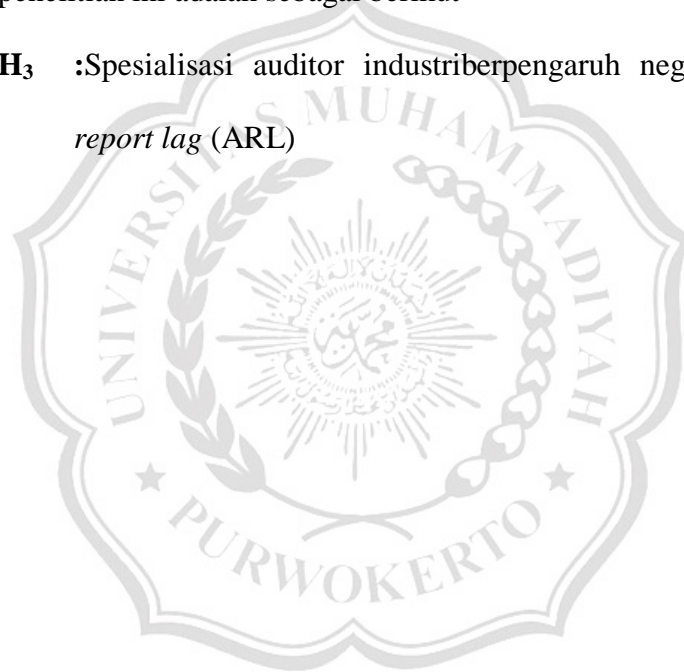 penelitian ini adalah sebagai berikut
H₃ :Spesialisasi auditor industriberpengaruh neg
report lag (ARL)
UNIVERSITAS MUHAMMADIYAH
PURWOKERTO